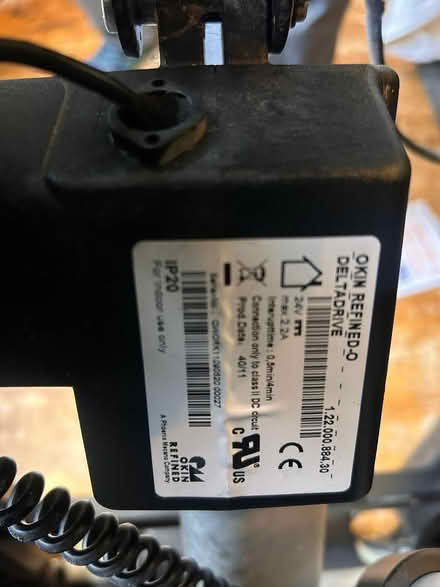 OKIN REFINED-O
DELTADRIVE
1.22.000.884.30
24V
max 2.2A
Interupttime: 0,5min/4min
Connection only to class II DC circuit
Prod.Date: 40/11
IP20
For indoor use only
CE
C UL US
OKIN
REFINED
A Phoenix Mecano Company